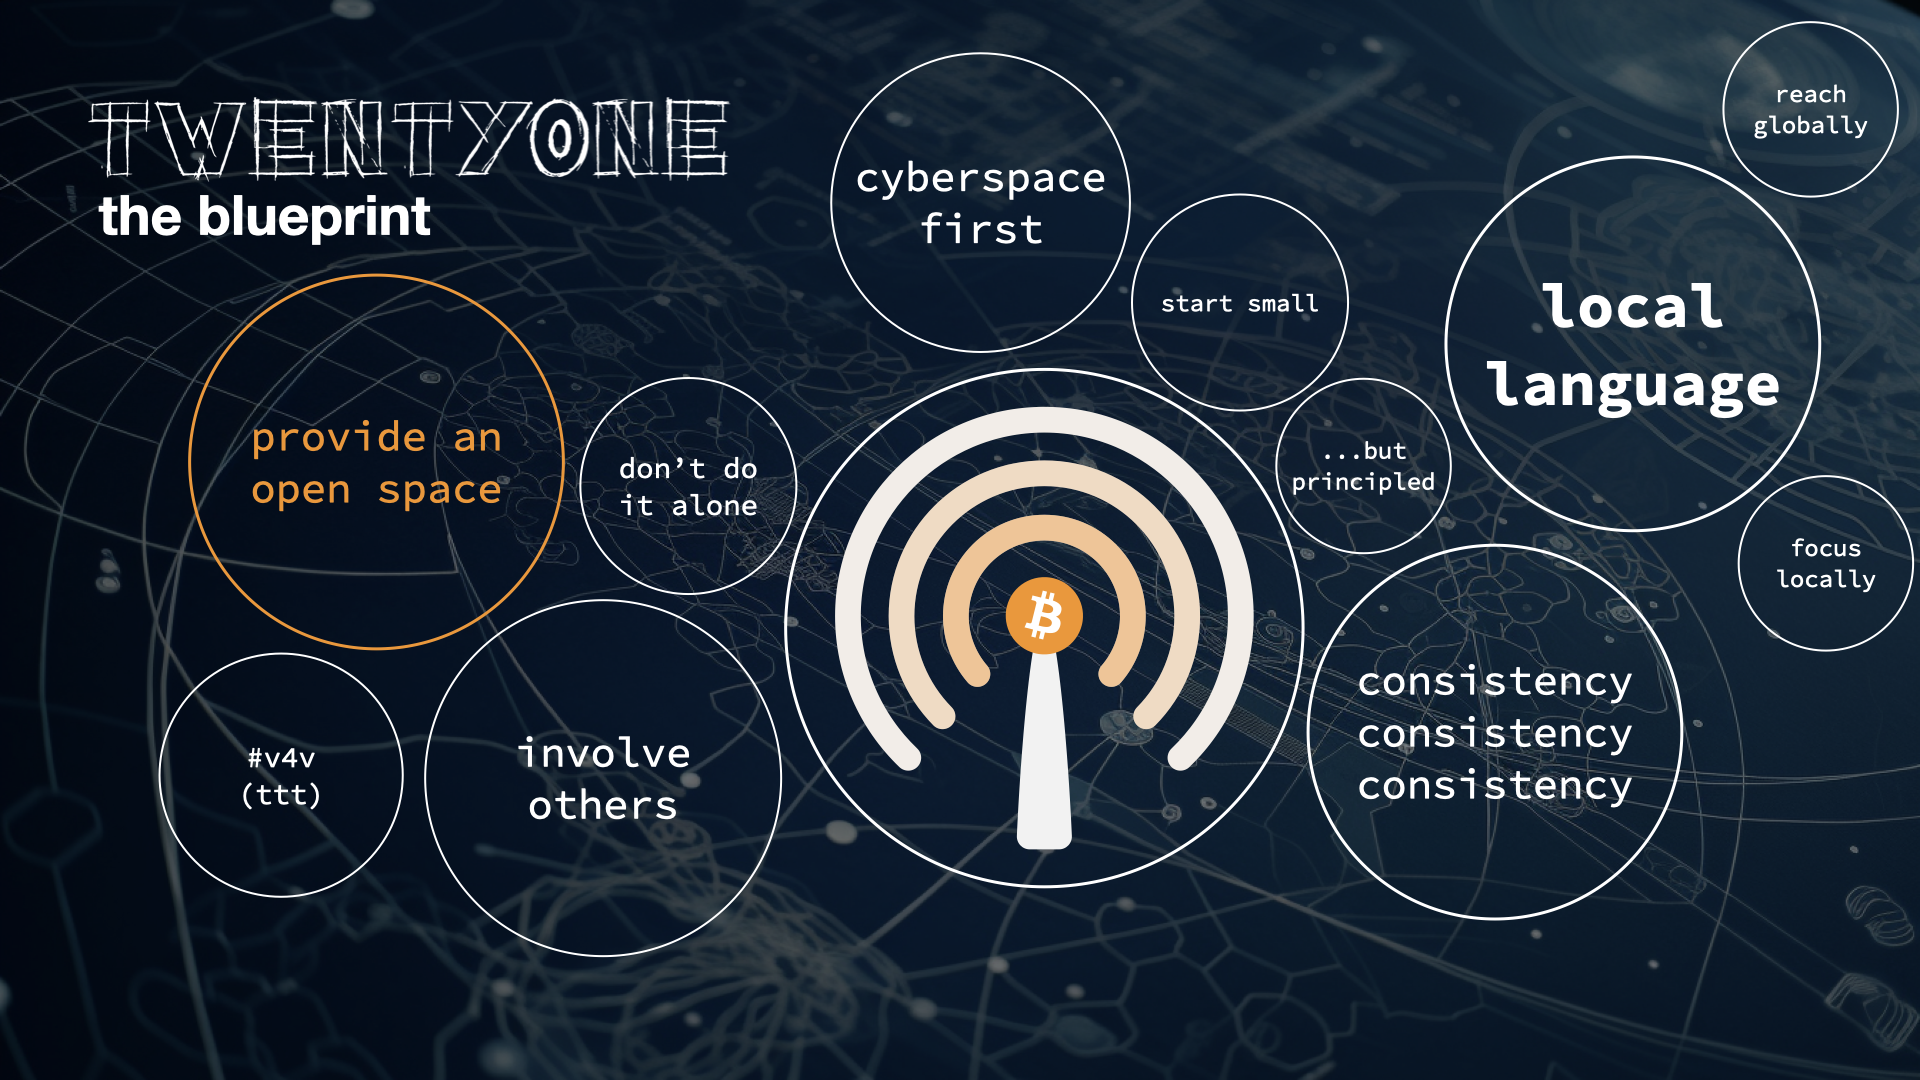 TWENTYONE
the blueprint
cyberspace
first
start small
...but
principled
reach
globally
local
language
focus
locally
provide an
open space
don’t do
it alone
#v4v
(ttt)
involve
others
consistency
consistency
consistency